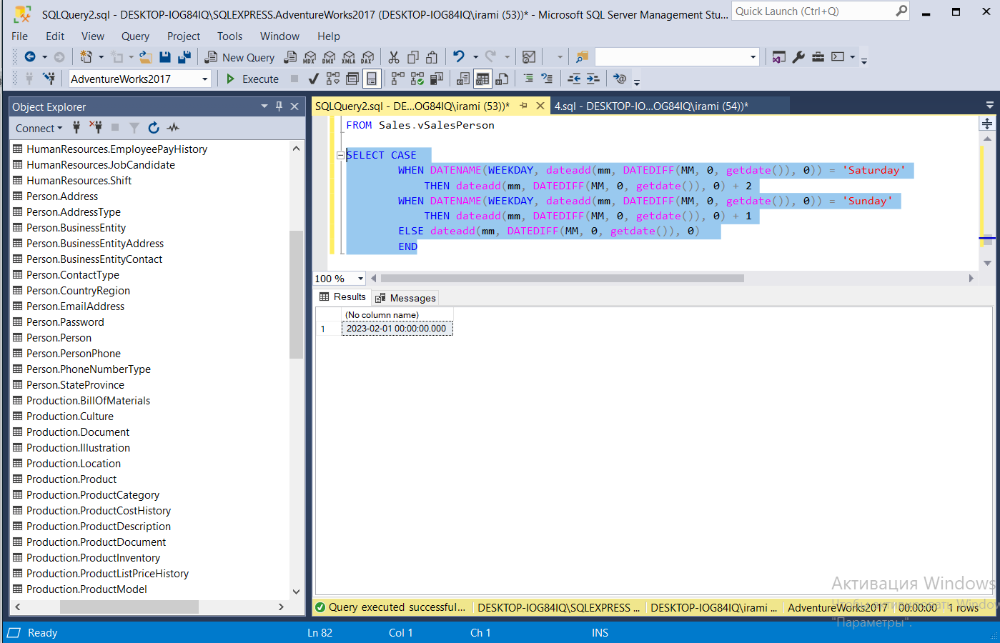 SQLQuery2.sql - DESKTOP-IOG84IQ\SQLEXPRESS.AdventureWorks2017 (DESKTOP-IOG84IQ\irami (53))* - Microsoft SQL Server Management Stu...
Quick Launch (Ctrl+Q)
File Edit View Query Project Tools Window Help
New Query MDX DMX XMLA DAX
AdventureWorks2017 Execute
Object Explorer
Connect
HumanResources.EmployeePayHistory
HumanResources.JobCandidate
HumanResources.Shift
Person.Address
Person.AddressType
Person.BusinessEntity
Person.BusinessEntityAddress
Person.BusinessEntityContact
Person.ContactType
Person.CountryRegion
Person.EmailAddress
Person.Password
Person.Person
Person.PersonPhone
Person.PhoneNumberType
Person.StateProvince
Production.BillOfMaterials
Production.Culture
Production.Document
Production.Illustration
Production.Location
Production.Product
Production.ProductCategory
Production.ProductCostHistory
Production.ProductDescription
Production.ProductDocument
Production.ProductInventory
Production.ProductListPriceHistory
Production.ProductModel
SQLQuery2.sql - DE...OG84IQ\irami (53))* 4.sql - DESKTOP-IO...OG84IQ\irami (54))*
FROM Sales.vSalesPerson
SELECT CASE
WHEN DATENAME(WEEKDAY, dateadd(mm, DATEDIFF(MM, 0, getdate()), 0)) = 'Saturday'
THEN dateadd(mm, DATEDIFF(MM, 0, getdate()), 0) + 2
WHEN DATENAME(WEEKDAY, dateadd(mm, DATEDIFF(MM, 0, getdate()), 0)) = 'Sunday'
THEN dateadd(mm, DATEDIFF(MM, 0, getdate()), 0) + 1
ELSE dateadd(mm, DATEDIFF(MM, 0, getdate()), 0)
END
100 %
Results Messages
(No column name)
1 2023-02-01 00:00:00.000
Активация Windows
Чтобы активировать Windows
"Параметры".
Query executed successful... DESKTOP-IOG84IQ\SQLEXPRESS ... DESKTOP-IOG84IQ\irami ... AdventureWorks2017 00:00:00 1 rows
Ready Ln 82 Col 1 Ch 1 INS